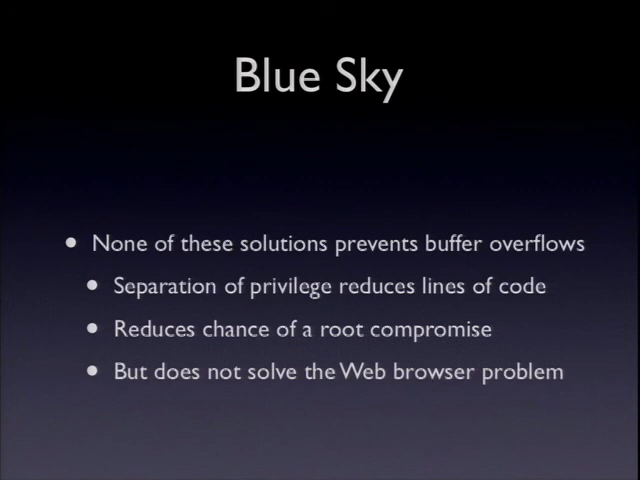 Blue Sky
• None of these solutions prevents buffer overflows
• Separation of privilege reduces lines of code
• Reduces chance of a root compromise
• But does not solve the Web browser problem